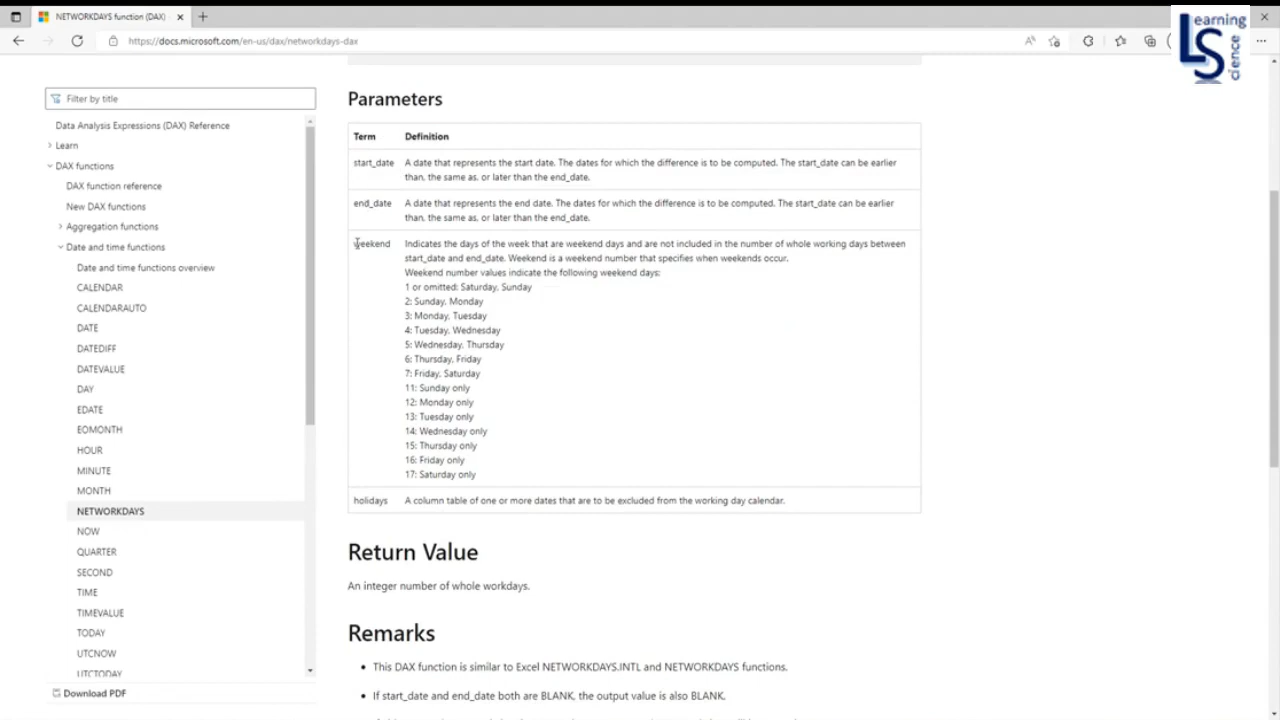 NETWORKDAYS function (DAX)
https://docs.microsoft.com/en-us/dax/networkdays-dax
Learning
Science
Filter by title
Data Analysis Expressions (DAX) Reference
Learn
DAX functions
DAX function reference
New DAX functions
Aggregation functions
Date and time functions
Date and time functions overview
CALENDAR
CALENDARAUTO
DATE
DATEDIFF
DATEVALUE
DAY
EDATE
EOMONTH
HOUR
MINUTE
MONTH
NETWORKDAYS
NOW
QUARTER
SECOND
TIME
TIMEVALUE
TODAY
UTCNOW
UTCTODAY
Download PDF
Parameters
Term Definition
start_date A date that represents the start date. The dates for which the difference is to be computed. The start_date can be earlier
than, the same as, or later than the end_date.
end_date A date that represents the end date. The dates for which the difference is to be computed. The start_date can be earlier
than, the same as, or later than the end_date.
weekend Indicates the days of the week that are weekend days and are not included in the number of whole working days between
start_date and end_date. Weekend is a weekend number that specifies when weekends occur.
Weekend number values indicate the following weekend days:
1 or omitted: Saturday, Sunday
2: Sunday, Monday
3: Monday, Tuesday
4: Tuesday, Wednesday
5: Wednesday, Thursday
6: Thursday, Friday
7: Friday, Saturday
11: Sunday only
12: Monday only
13: Tuesday only
14: Wednesday only
15: Thursday only
16: Friday only
17: Saturday only
holidays A column table of one or more dates that are to be excluded from the working day calendar.
Return Value
An integer number of whole workdays.
Remarks
• This DAX function is similar to Excel NETWORKDAYS.INTL and NETWORKDAYS functions.
• If start_date and end_date both are BLANK, the output value is also BLANK.